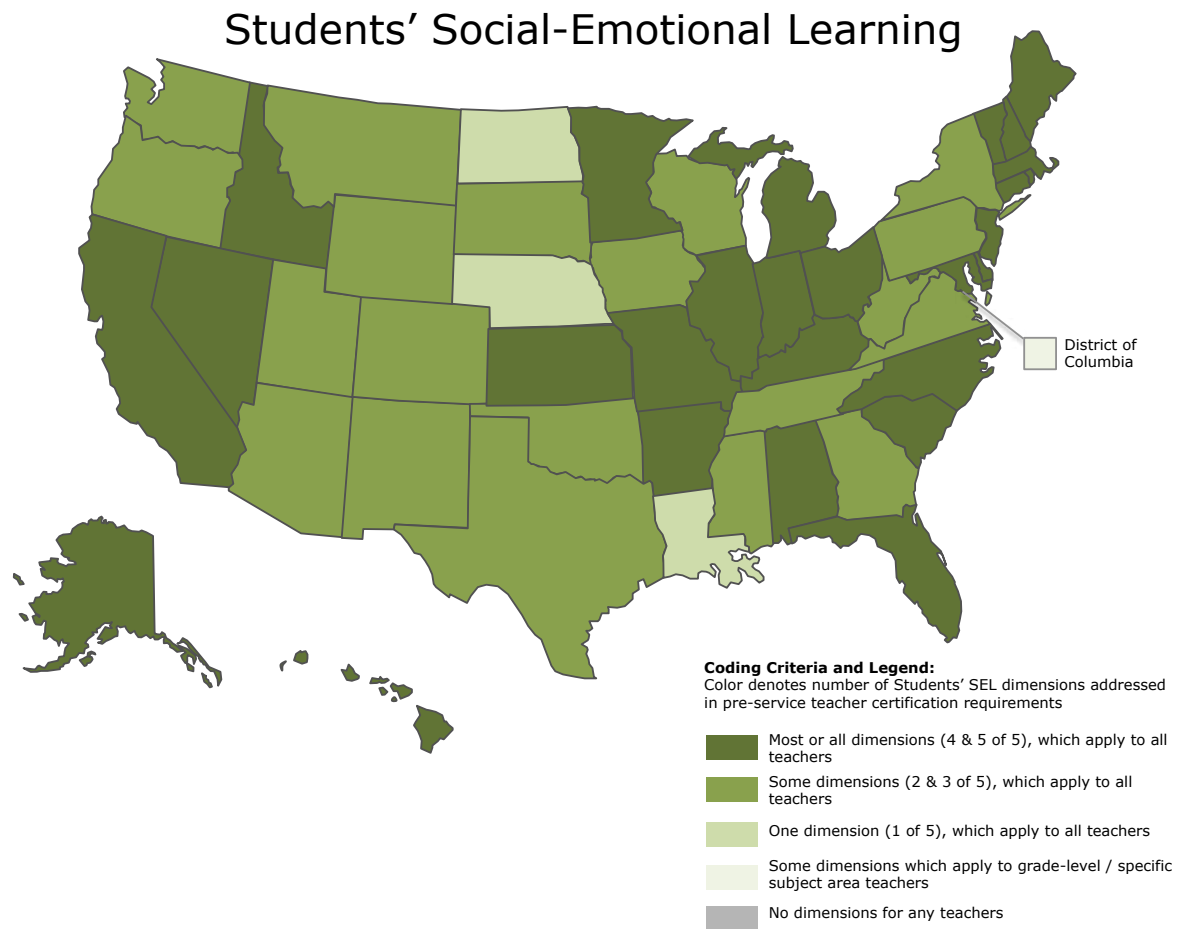 Students’ Social-Emotional Learning
District of
Columbia
Coding Criteria and Legend:
Color denotes number of Students’ SEL dimensions addressed
in pre-service teacher certification requirements
Most or all dimensions (4 & 5 of 5), which apply to all
teachers
Some dimensions (2 & 3 of 5), which apply to all
teachers
One dimension (1 of 5), which apply to all teachers
Some dimensions which apply to grade-level / specific
subject area teachers
No dimensions for any teachers